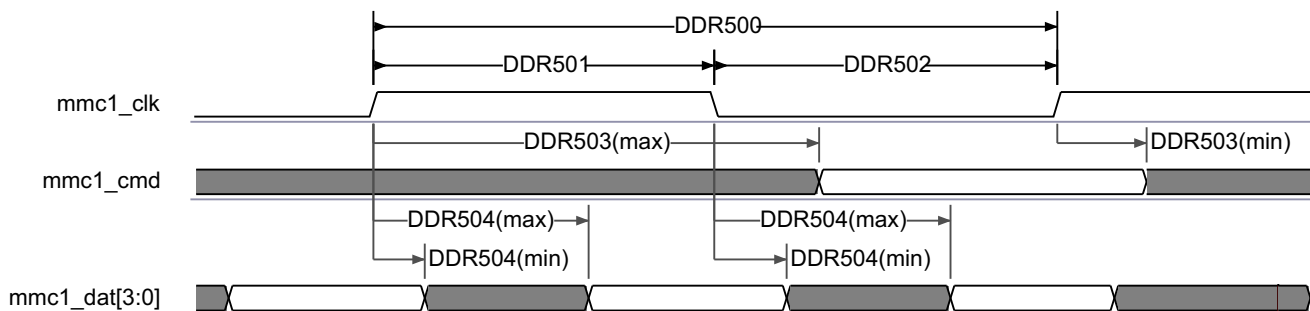 DDR500
DDR501 DDR502
mmc1_clk
DDR503(max) DDR503(min)
mmc1_cmd
DDR504(max) DDR504(max)
DDR504(min) DDR504(min)
mmc1_dat[3:0]